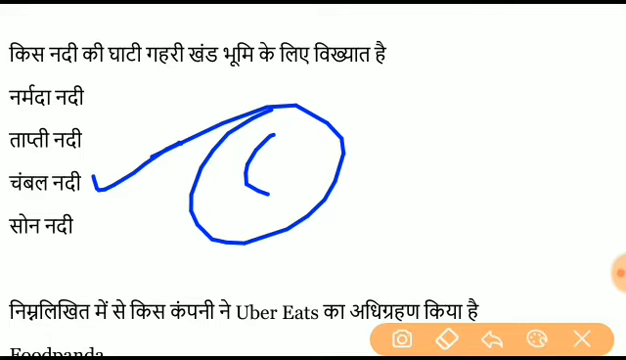 किस नदी की घाटी गहरी खंड भूमि के लिए विख्यात है
नर्मदा नदी
ताप्ती नदी
चंबल नदी
सोन नदी
निम्नलिखित में से किस कंपनी ने Uber Eats का अधिग्रहण किया है
Foodpanda